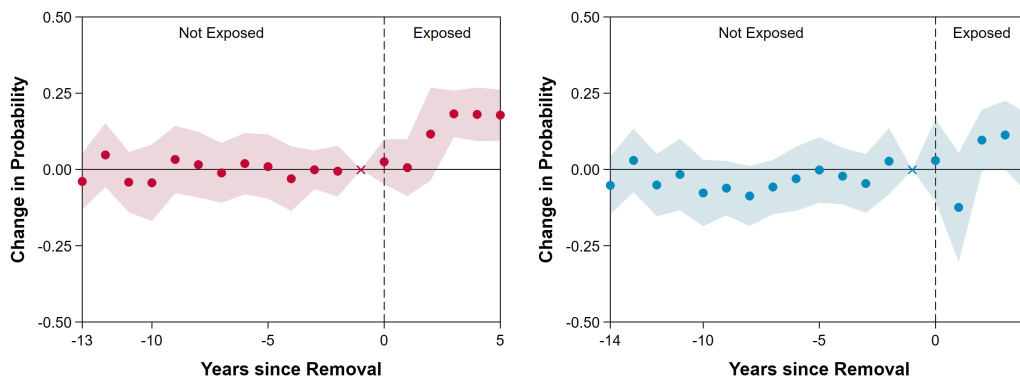 0.50
Not Exposed
Exposed
0.25
0.00
-0.25
-0.50
Change in Probability
-13
-10
-5
0
5
Years since Removal
0.50
Not Exposed
Exposed
0.25
0.00
-0.25
-0.50
Change in Probability
-14
-10
-5
0
Years since Removal